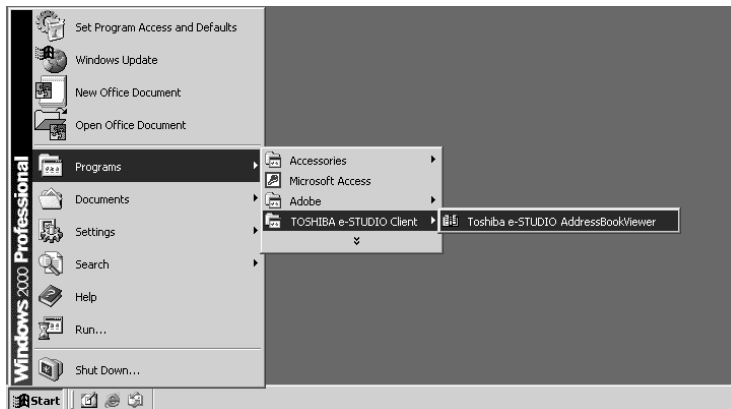 Set Program Access and Defaults
Windows Update
New Office Document
Open Office Document
Programs
Documents
Settings
Search
Help
Run...
Shut Down...
Windows 2000 Professional
Accessories
Microsoft Access
Adobe
TOSHIBA e-STUDIO Client
Toshiba e-STUDIO AddressBookViewer
Start